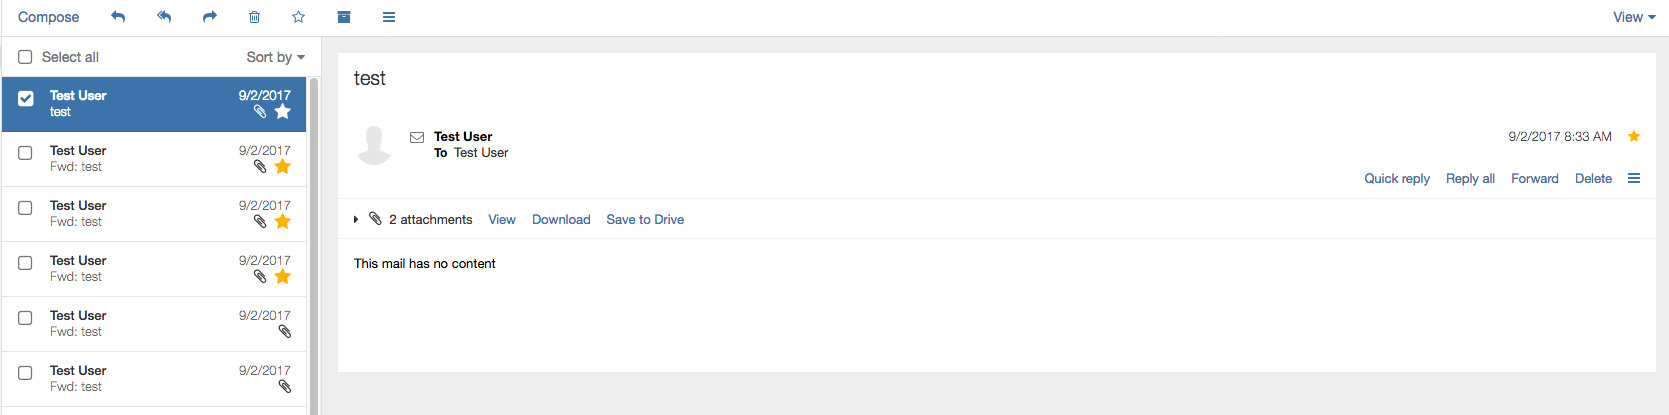 Compose View
Select all Sort by
Test User 9/2/2017
test
Test User 9/2/2017
Fwd: test
Test User 9/2/2017
Fwd: test
Test User 9/2/2017
Fwd: test
Test User 9/2/2017
Fwd: test
Test User 9/2/2017
Fwd: test
test
Test User 9/2/2017 8:33 AM
To Test User
Quick reply Reply all Forward Delete
2 attachments View Download Save to Drive
This mail has no content